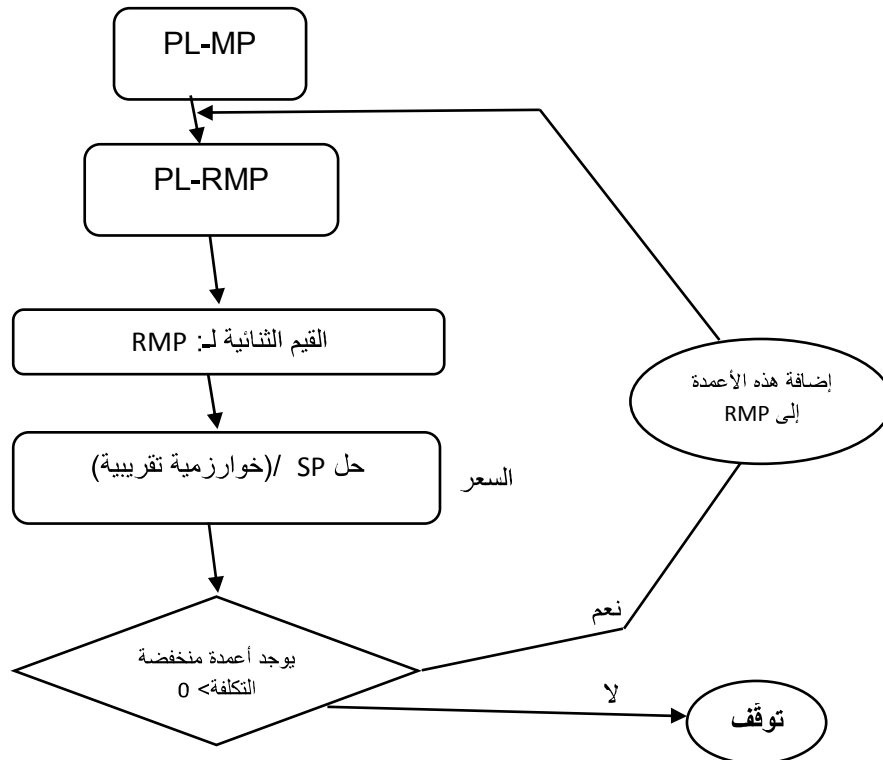 PL-MP
PL-RMP
القيم الثنائية لـ: RMP
حل SP /(خوارزمية تقريبية)
السعر
إضافة هذه الأعمدة
إلى RMP
يوجد أعمدة منخفضة
التكلفة> 0
نعم
لا
توقّف